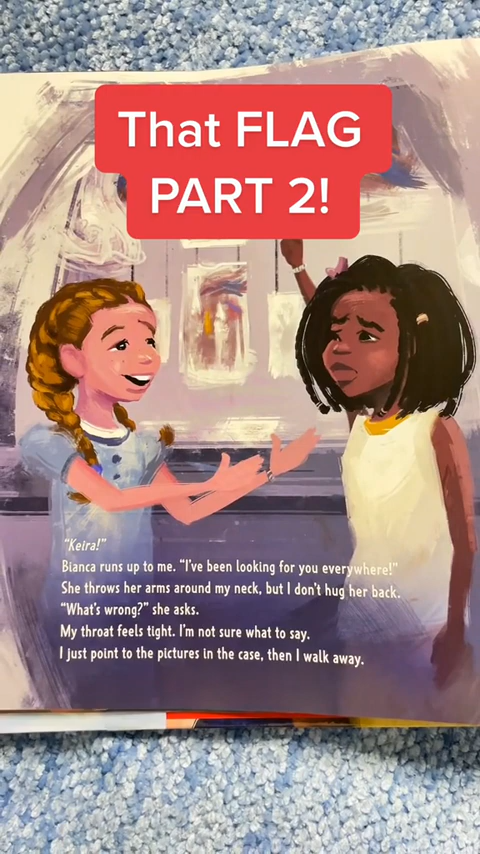 That FLAG
PART 2!
"Keira!"
Bianca runs up to me. "I've been looking for you everywhere!"
She throws her arms around my neck, but I don't hug her back.
"What's wrong?" she asks.
My throat feels tight. I'm not sure what to say.
I just point to the pictures in the case, then I walk away.